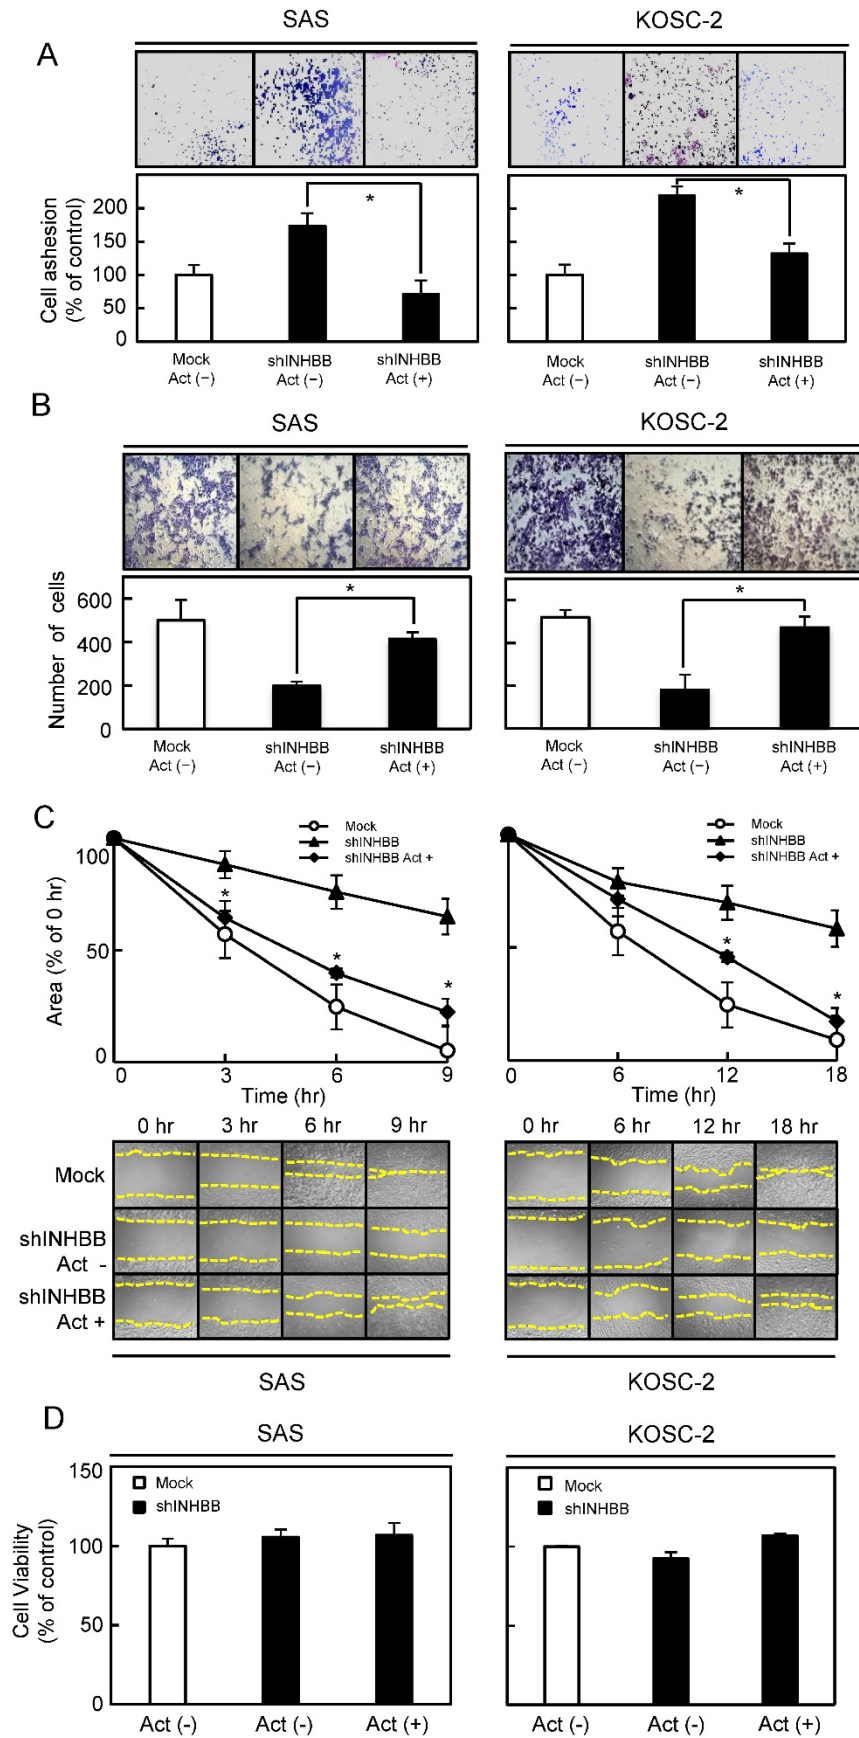 SAS KOSC-2
A
Cell ashesion
(% of control)
200
150
100
50
0
* *
Mock shINHBB shINHBB Mock shINHBB shINHBB
Act (−) Act (−) Act (+) Act (−) Act (−) Act (+)
B
SAS KOSC-2
Number of cells
600
400
200
0
* *
Mock shINHBB shINHBB Mock shINHBB shINHBB
Act (−) Act (−) Act (+) Act (−) Act (−) Act (+)
C
Mock Mock
shINHBB shINHBB
shINHBB Act + shINHBB Act +
Area (% of 0 hr)
100
50
0
* * * * *
0 3 6 9 0 6 12 18
Time (hr) Time (hr)
0 hr 3 hr 6 hr 9 hr 0 hr 6 hr 12 hr 18 hr
Mock
shINHBB
Act -
shINHBB
Act +
SAS KOSC-2
D
SAS KOSC-2
Cell Viability
(% of control)
150
100
50
0
Mock Mock
shINHBB shINHBB
Act (-) Act (-) Act (+) Act (-) Act (-) Act (+)